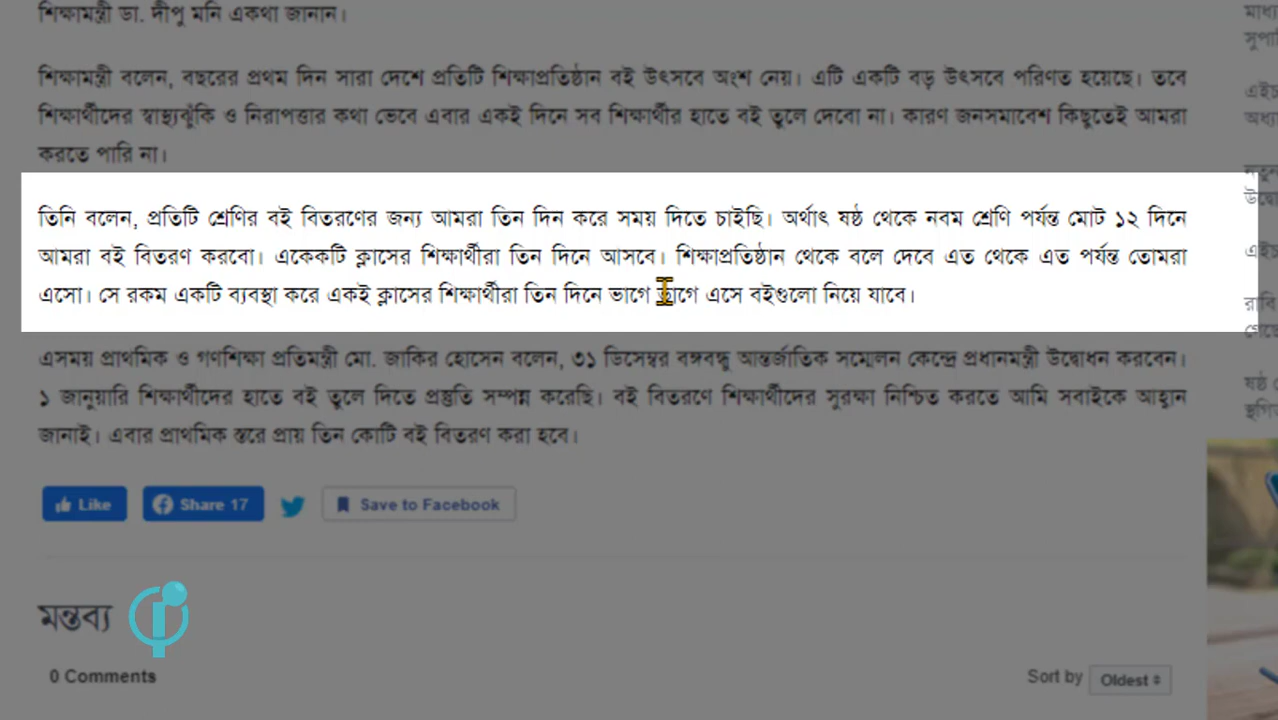 শিক্ষামন্ত্রী ডা. দীপু মনি একথা জানান।
শিক্ষামন্ত্রী বলেন, বছরের প্রথম দিন সারা দেশে প্রতিটি শিক্ষাপ্রতিষ্ঠান বই উৎসবে অংশ নেয়। এটি একটি বড় উৎসবে পরিণত হয়েছে। তবে
শিক্ষার্থীদের স্বাস্থ্যঝুঁকি ও নিরাপত্তার কথা ভেবে এবার একই দিনে সব শিক্ষার্থীর হাতে বই তুলে দেবো না। কারণ জনসমাবেশ কিছুতেই আমরা
করতে পারি না।
তিনি বলেন, প্রতিটি শ্রেণির বই বিতরণের জন্য আমরা তিন দিন করে সময় দিতে চাইছি। অর্থাৎ ষষ্ঠ থেকে নবম শ্রেণি পর্যন্ত মোট ১২ দিনে
আমরা বই বিতরণ করবো। একেকটি ক্লাসের শিক্ষার্থীরা তিন দিনে আসবে। শিক্ষাপ্রতিষ্ঠান থেকে বলে দেবে এত থেকে এত পর্যন্ত তোমরা
এসো। সে রকম একটি ব্যবস্থা করে একই ক্লাসের শিক্ষার্থীরা তিন দিনে ভাগে ভাগে এসে বইগুলো নিয়ে যাবে।
এসময় প্রাথমিক ও গণশিক্ষা প্রতিমন্ত্রী মো. জাকির হোসেন বলেন, ৩১ ডিসেম্বর বঙ্গবন্ধু আন্তর্জাতিক সম্মেলন কেন্দ্রে প্রধানমন্ত্রী উদ্বোধন করবেন।
১ জানুয়ারি শিক্ষার্থীদের হাতে বই তুলে দিতে প্রস্তুতি সম্পন্ন করেছি। বই বিতরণে শিক্ষার্থীদের সুরক্ষা নিশ্চিত করতে আমি সবাইকে আহ্বান
জানাই। এবার প্রাথমিক স্তরে প্রায় তিন কোটি বই বিতরণ করা হবে।
Like Share 17 Save to Facebook
মন্তব্য
0 Comments Sort by Oldest